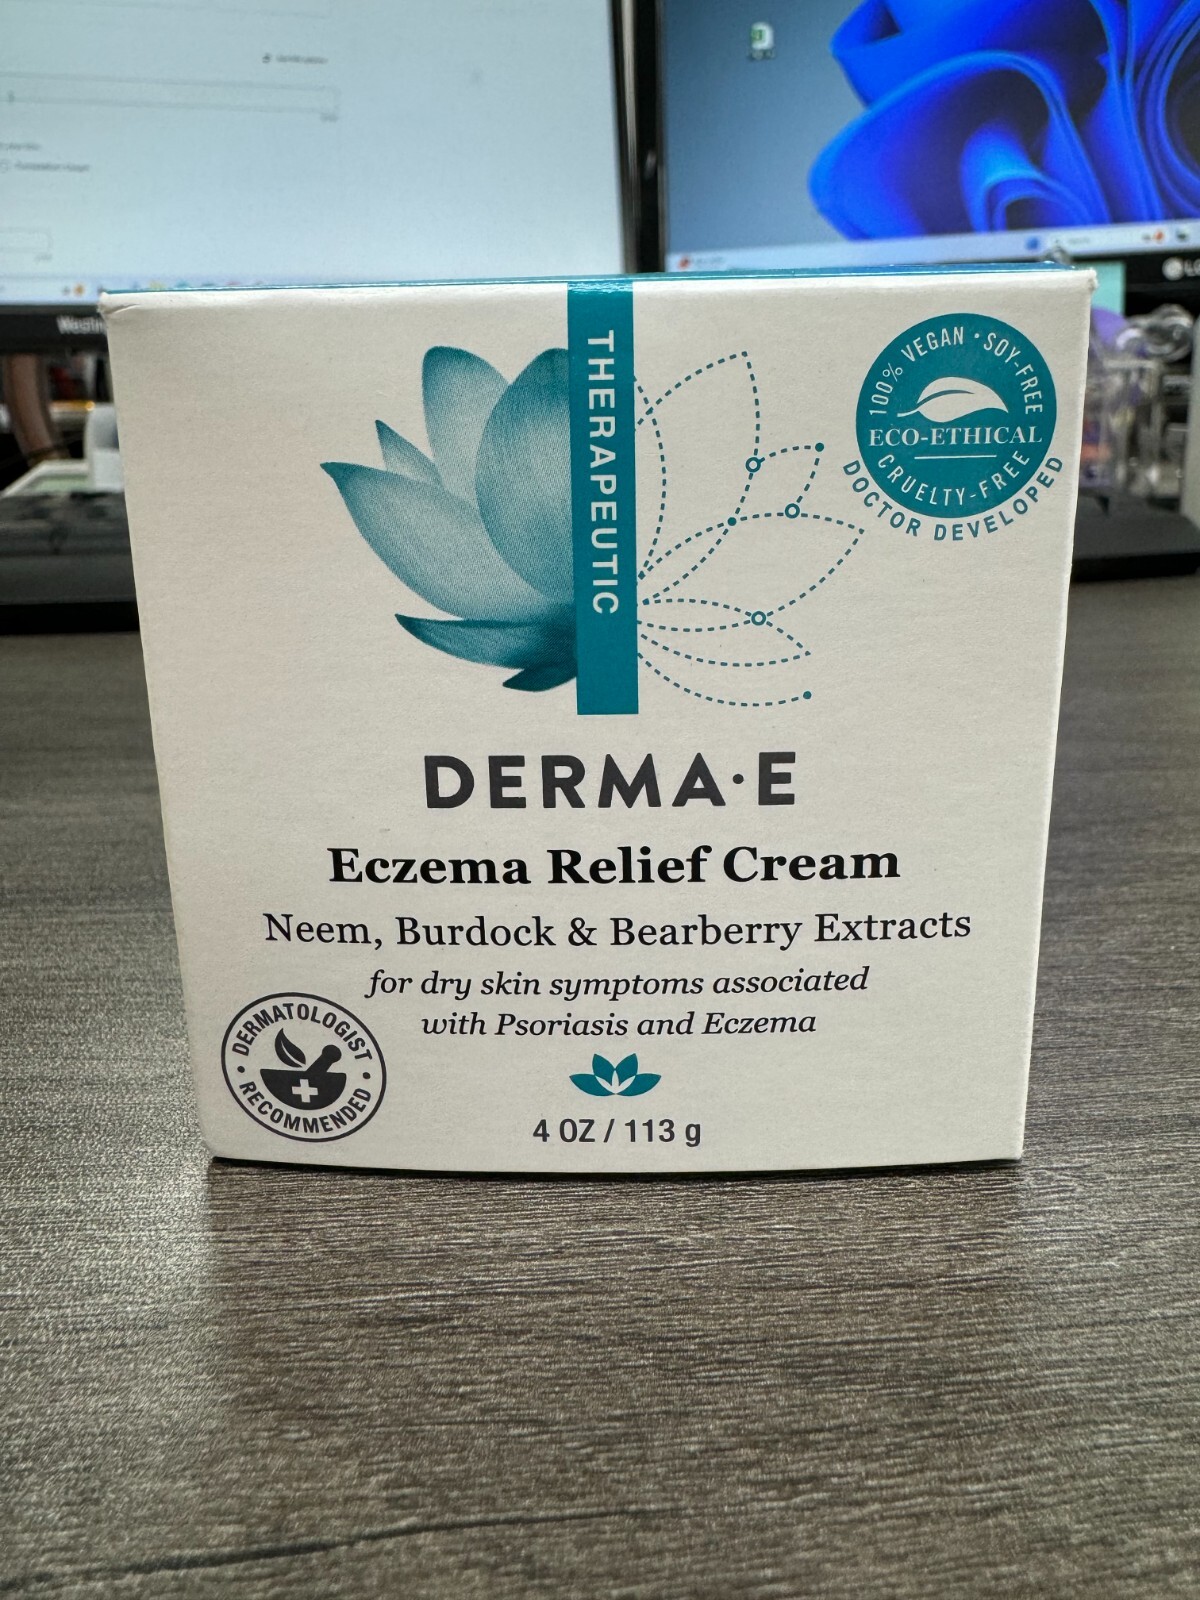 THERAPEUTIC
100% VEGAN • SOY-FREE
ECO-ETHICAL
CRUELTY-FREE
DOCTOR DEVELOPED
DERMA·E
Eczema Relief Cream
Neem, Burdock & Bearberry Extracts
for dry skin symptoms associated
with Psoriasis and Eczema
• DERMATOLOGIST •
RECOMMENDED
4 OZ / 113 g
LG